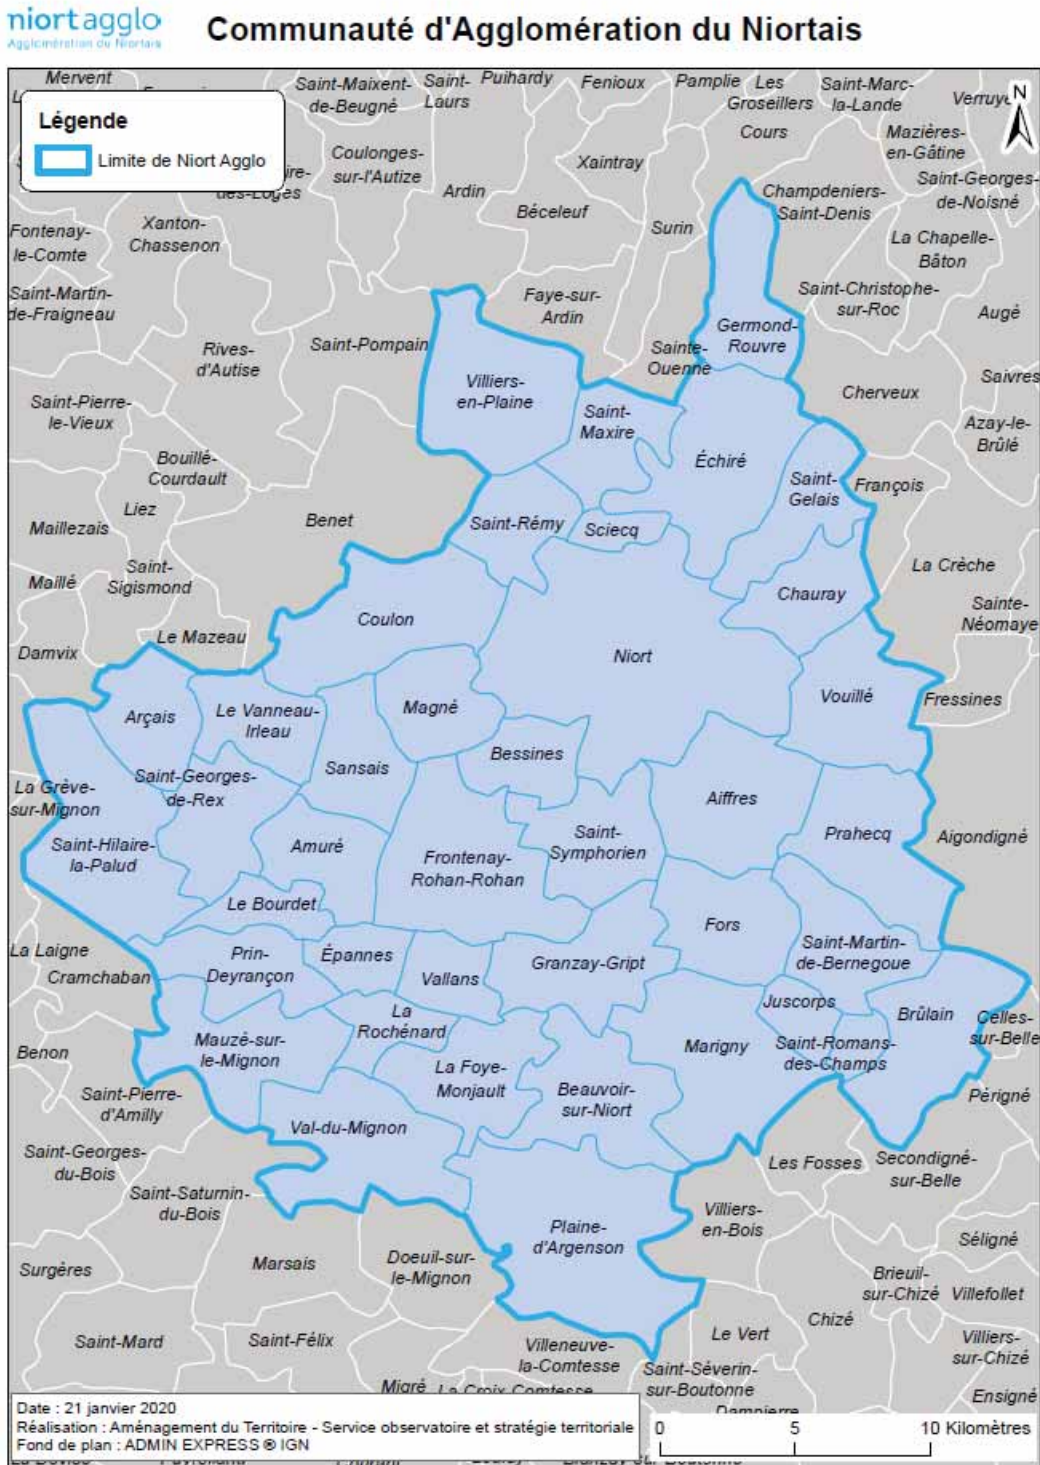 niortagglo
Agglomération du Niortais
Communauté d'Agglomération du Niortais
Mervent
Saint-Maixent-
de-Beugné
Saint-
Laurs
Puihardy
Fenioux
Pamplie
Les
Groseillers
Saint-Marc-
la-Lande
Verruye
N
Légende
Limite de Niort Agglo
Cours
Mazières-
en-Gâtine
Coulonges-
sur-l'Autize
Xaintray
des-Loges
Ardin
Champdeniers-
Saint-Denis
Saint-Georges-
de-Noisné
Béceleuf
Surin
Xanton-
Chassenon
Fontenay-
le-Comte
La Chapelle-
Bâton
Saint-Martin-
de-Fraigneau
Faye-sur-
Ardin
Saint-Christophe-
sur-Roc
Augé
Germond-
Rouvre
Rives-
d'Autise
Saint-Pompain
Sainte-
Ouenne
Villiers-
en-Plaine
Saivres
Cherveux
Saint-Pierre-
le-Vieux
Saint-
Maxire
Azay-le-
Brûlé
Bouillé-
Courdault
Échiré
Saint-
Gelais
François
Liez
Maillezais
Benet
Saint-Rémy
Sciecq
La Crèche
Maillé
Saint-
Sigismond
Chauray
Sainte-
Néomaye
Coulon
Le Mazeau
Damvix
Niort
Vouillé
Fressines
Arçais
Le Vanneau-
Irleau
Magné
Bessines
Sansais
Saint-Georges-
de-Rex
La Grève-
sur-Mignon
Aiffres
Saint-Hilaire-
la-Palud
Amuré
Saint-
Symphorien
Prahecq
Aigondigné
Frontenay-
Rohan-Rohan
Le Bourdet
Fors
La Laigne
Cramchaban
Prin-
Deyrançon
Épannes
Vallans
Granzay-Gript
Saint-Martin-
de-Bernegoue
Juscorps
Brûlain
Celles-
sur-Belle
La
Rochénard
Benon
Mauzé-sur-
le-Mignon
Marigny
Saint-Romans-
des-Champs
La Foye-
Monjault
Beauvoir-
sur-Niort
Périgné
Saint-Pierre-
d'Amilly
Val-du-Mignon
Saint-Georges-
du-Bois
Les Fosses
Secondigné-
sur-Belle
Saint-Saturnin-
du-Bois
Villiers-
en-Bois
Plaine-
d'Argenson
Séligné
Surgères
Marsais
Doeuil-sur-
le-Mignon
Brieuil-
sur-Chizé
Villefollet
Chizé
Saint-Mard
Saint-Félix
Villeneuve-
la-Comtesse
Le Vert
Villiers-
sur-Chizé
Saint-Séverin-
sur-Boutonne
Migré
La Croix-Comtesse
Ensigné
Dampierre
Date : 21 janvier 2020
Réalisation : Aménagement du Territoire - Service observatoire et stratégie territoriale
Fond de plan : ADMIN EXPRESS ® IGN
0 5 10 Kilomètres